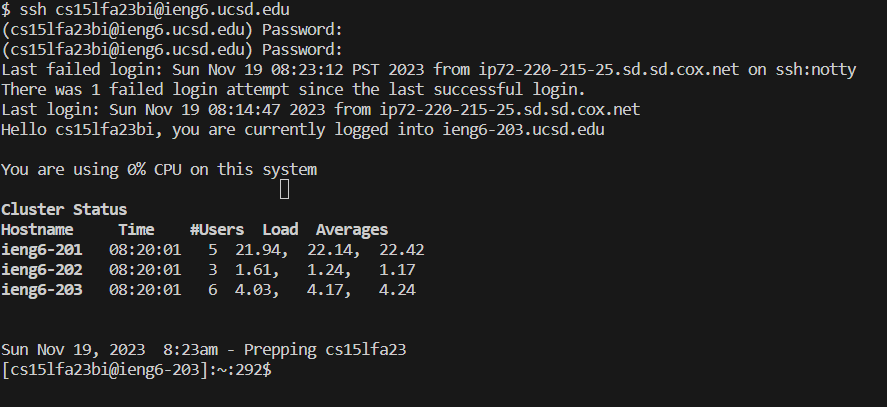 $ ssh cs15lfa23bi@ieng6.ucsd.edu
(cs15lfa23bi@ieng6.ucsd.edu) Password:
(cs15lfa23bi@ieng6.ucsd.edu) Password:
Last failed login: Sun Nov 19 08:23:12 PST 2023 from ip72-220-215-25.sd.sd.cox.net on ssh:notty
There was 1 failed login attempt since the last successful login.
Last login: Sun Nov 19 08:14:47 2023 from ip72-220-215-25.sd.sd.cox.net
Hello cs15lfa23bi, you are currently logged into ieng6-203.ucsd.edu
You are using 0% CPU on this system
Cluster Status
Hostname     Time    #Users  Load  Averages
ieng6-201   08:20:01   5  21.94,  22.14,  22.42
ieng6-202   08:20:01   3  1.61,   1.24,   1.17
ieng6-203   08:20:01   6  4.03,   4.17,   4.24
Sun Nov 19, 2023  8:23am - Prepping cs15lfa23
[cs15lfa23bi@ieng6-203]:~:292$